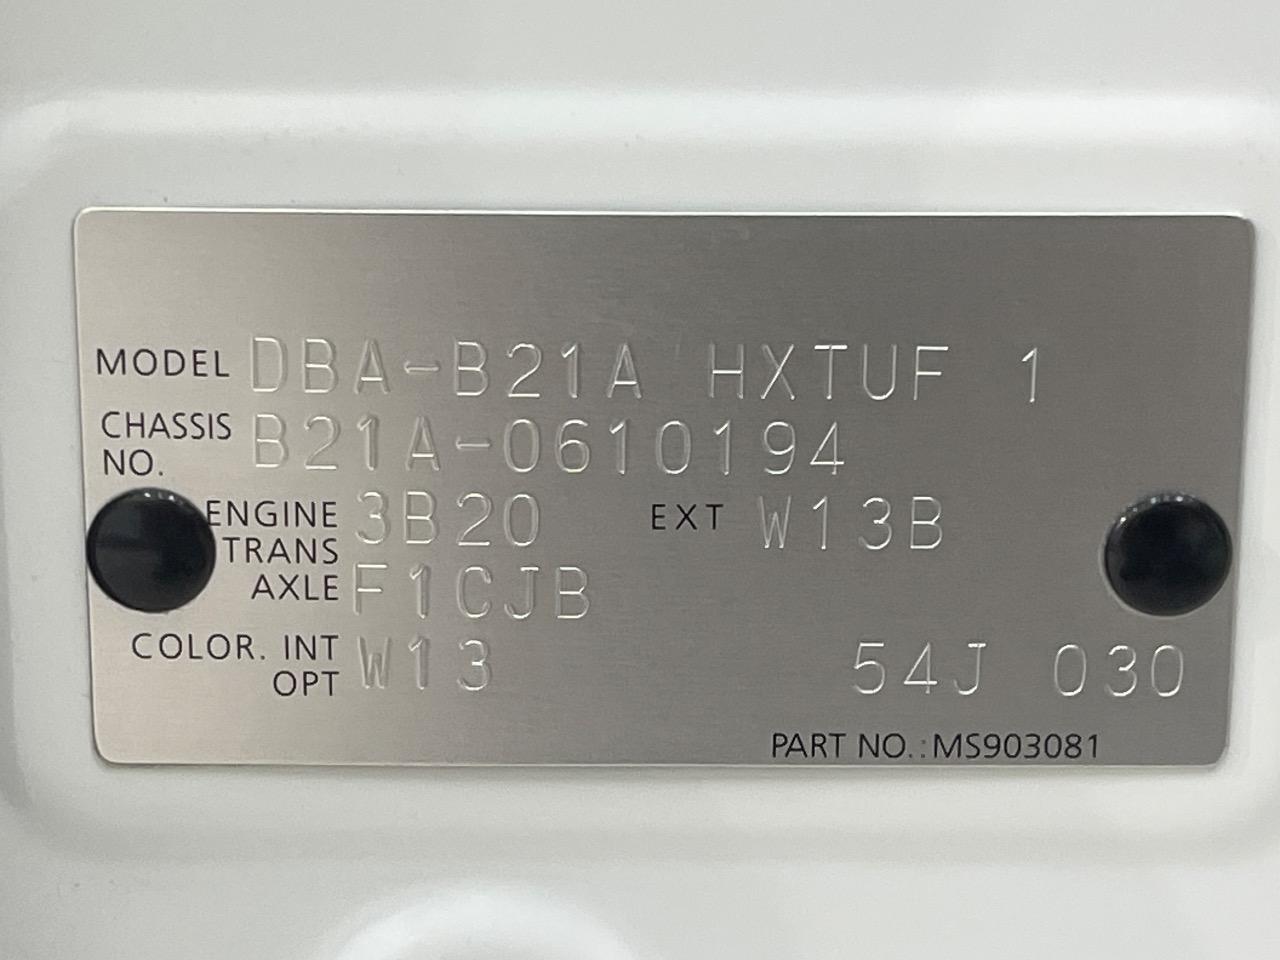 MODEL DBA-B21A HXTUF 1
CHASSIS NO. B21A-0610194
ENGINE 3B20 EXT W13B
TRANS AXLE F1CJB
COLOR. INT OPT W13 54J 030
PART NO.:MS903081